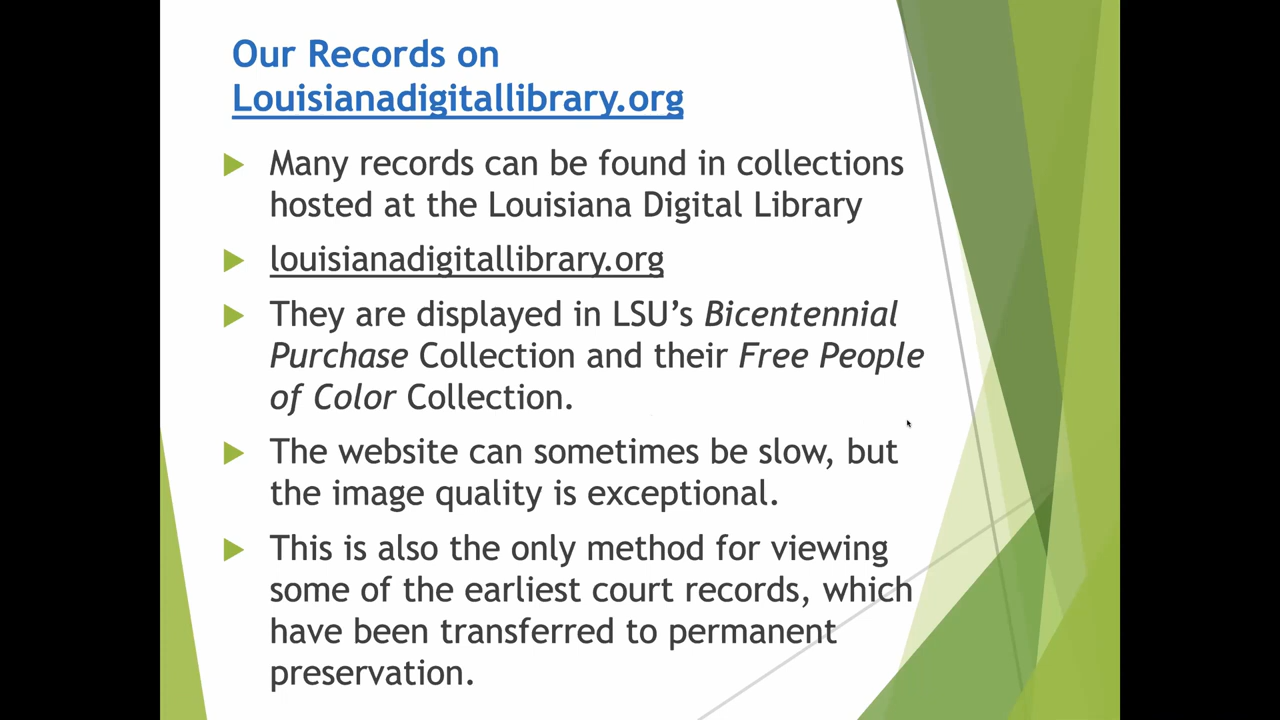 Our Records on
Louisianadigitallibrary.org
Many records can be found in collections
hosted at the Louisiana Digital Library
louisianadigitallibrary.org
They are displayed in LSU’s Bicentennial
Purchase Collection and their Free People
of Color Collection.
The website can sometimes be slow, but
the image quality is exceptional.
This is also the only method for viewing
some of the earliest court records, which
have been transferred to permanent
preservation.